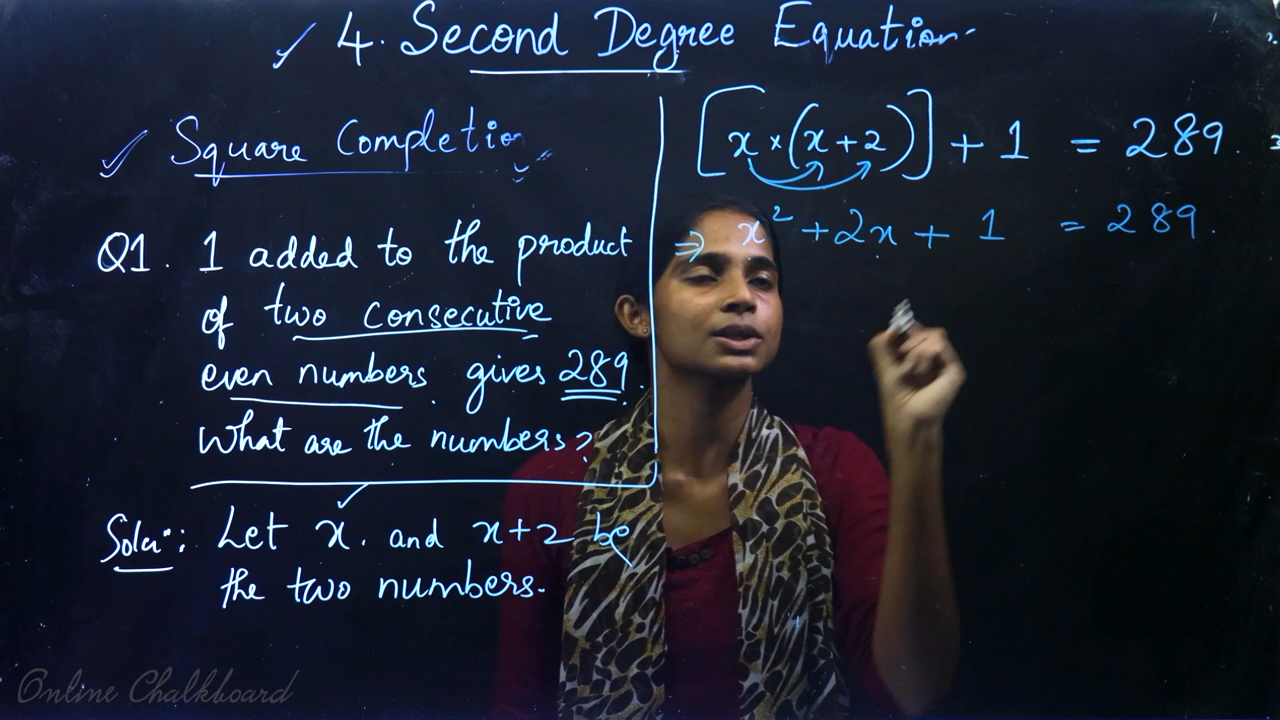 4. Second Degree Equation
Square Completion
Q1. 1 added to the product
of two consecutive
even numbers gives 289.
What are the numbers?
Soln: Let x and x+2 be
the two numbers.
[x×(x+2)] + 1 = 289.
⇒ x² + 2x + 1 = 289.
Online Chalkboard